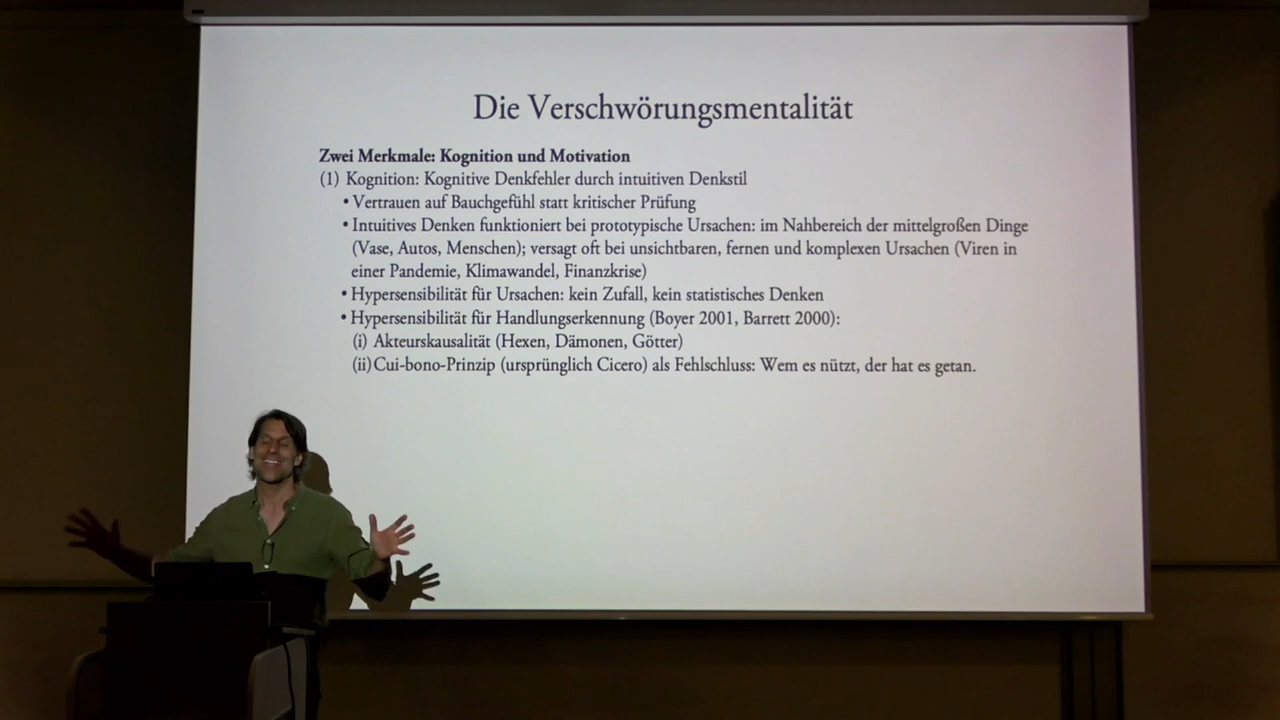 Die Verschwörungsmentalität
Zwei Merkmale: Kognition und Motivation
(1) Kognition: Kognitive Denkfehler durch intuitiven Denkstil
• Vertrauen auf Bauchgefühl statt kritischer Prüfung
• Intuitives Denken funktioniert bei prototypische Ursachen: im Nahbereich der mittelgroßen Dinge
(Vase, Autos, Menschen); versagt oft bei unsichtbaren, fernen und komplexen Ursachen (Viren in
einer Pandemie, Klimawandel, Finanzkrise)
• Hypersensibilität für Ursachen: kein Zufall, kein statistisches Denken
• Hypersensibilität für Handlungserkennung (Boyer 2001, Barrett 2000):
(i) Akteurskausalität (Hexen, Dämonen, Götter)
(ii) Cui-bono-Prinzip (ursprünglich Cicero) als Fehlschluss: Wem es nützt, der hat es getan.